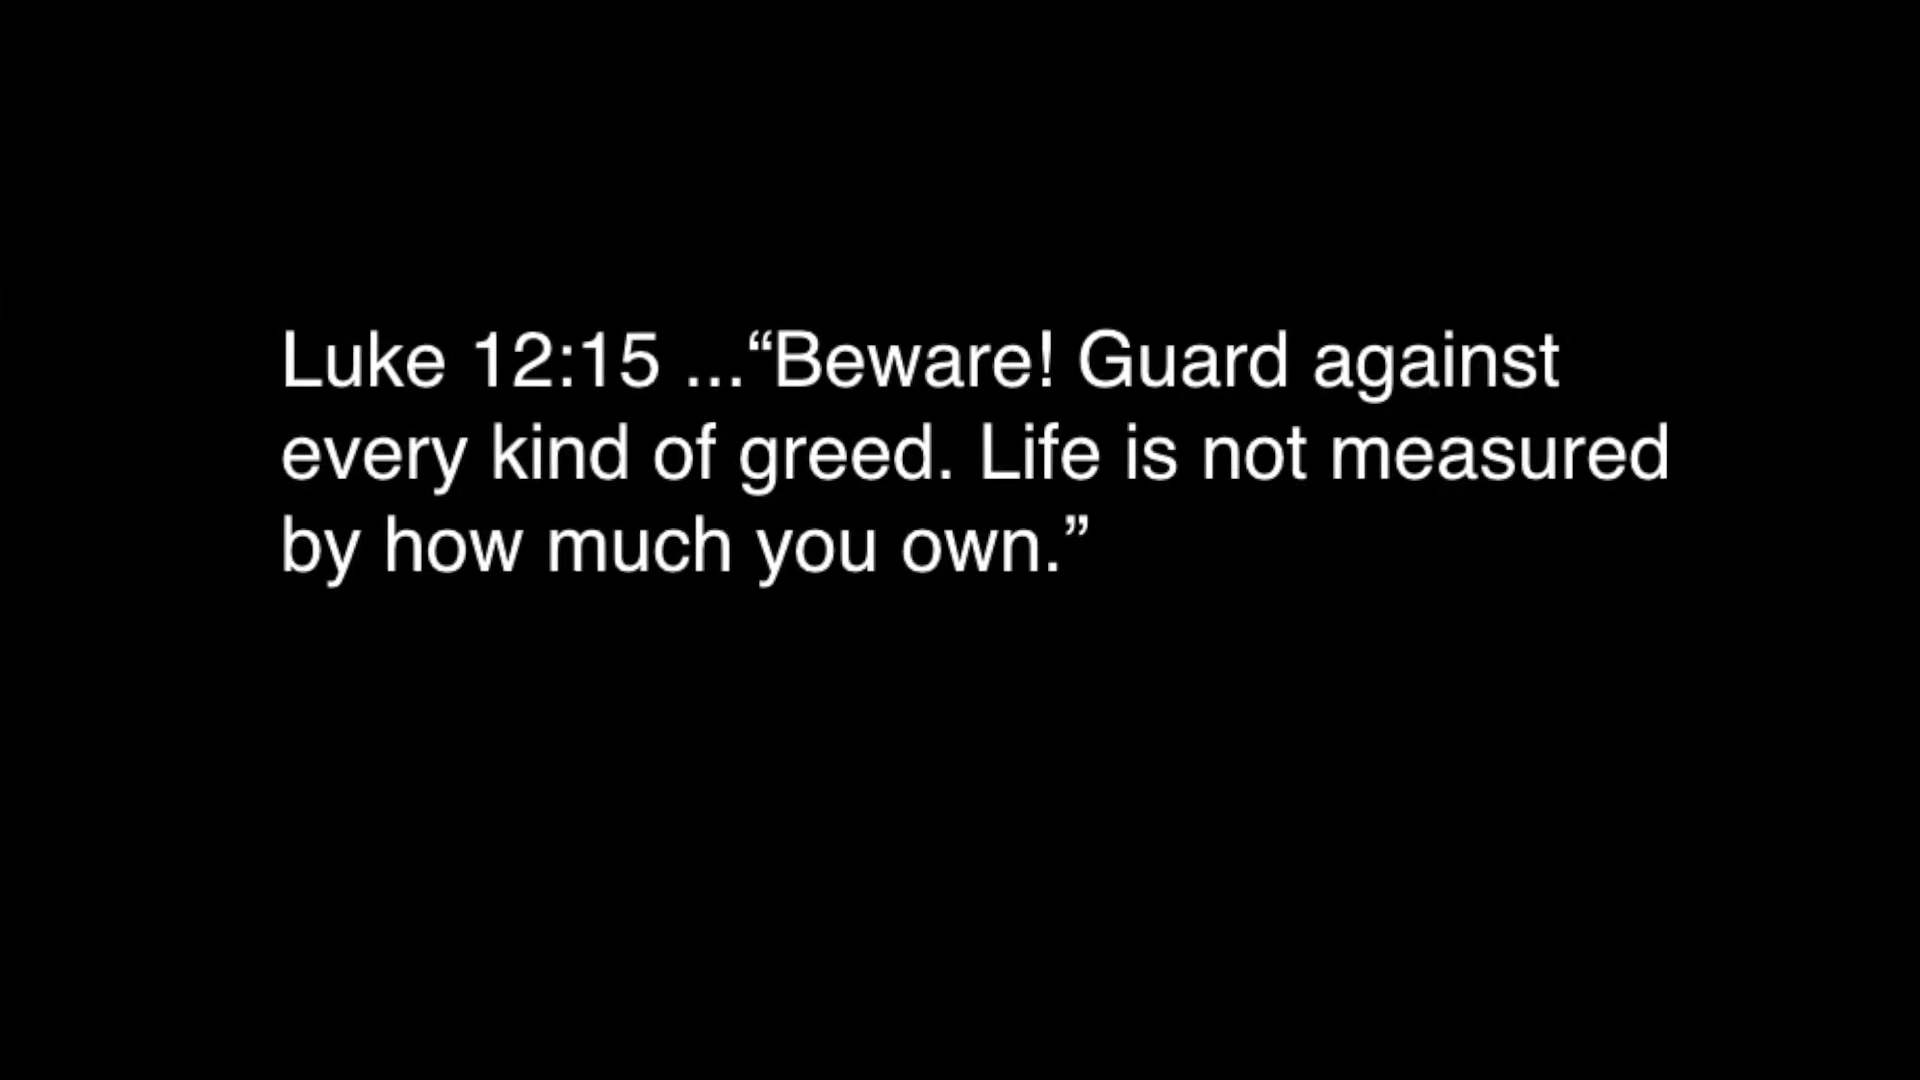 Luke 12:15 ...“Beware! Guard against
every kind of greed. Life is not measured
by how much you own.”